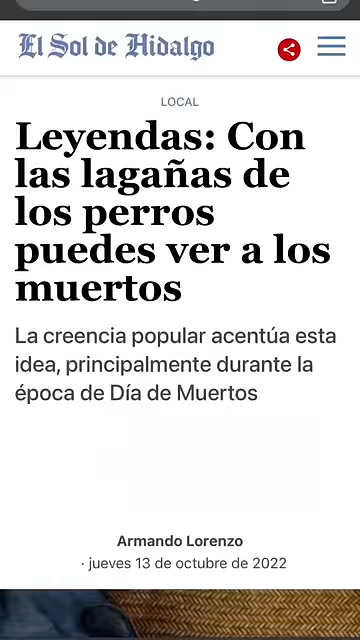 El Sol de Hidalgo
LOCAL
Leyendas: Con
las lagañas de
los perros
puedes ver a los
muertos
La creencia popular acentúa esta
idea, principalmente durante la
época de Día de Muertos
Armando Lorenzo
· jueves 13 de octubre de 2022